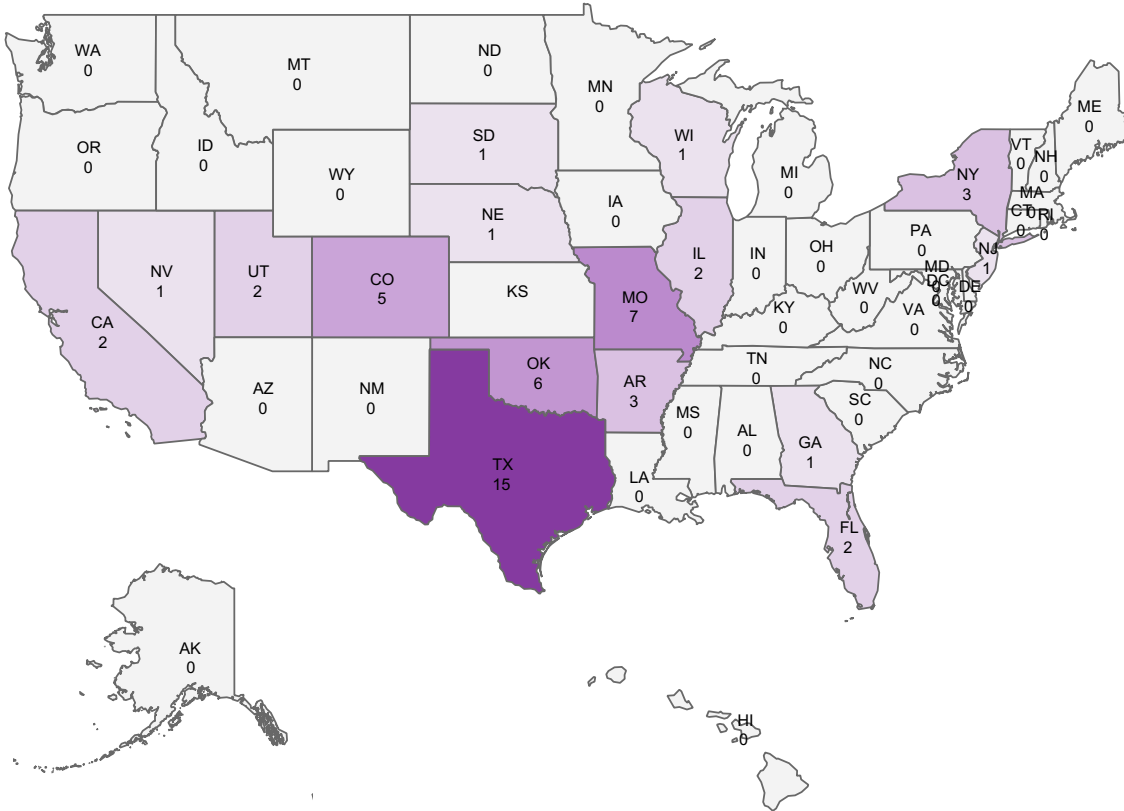 WA
0
MT
0
ND
0
MN
0
ME
0
OR
0
ID
0
SD
1
WI
1
VT
0
NH
0
WY
0
MI
0
NY
3
MA
0
CT
0
RI
0
NE
1
IA
0
PA
0
NJ
1
NV
1
UT
2
CO
5
KS
MO
7
IL
2
IN
0
OH
0
WV
0
MD
0
DC
0
DE
0
VA
0
KY
0
CA
2
AZ
0
NM
0
OK
6
AR
3
TN
0
NC
0
SC
0
MS
0
AL
0
GA
1
TX
15
LA
0
FL
2
AK
0
HI
0